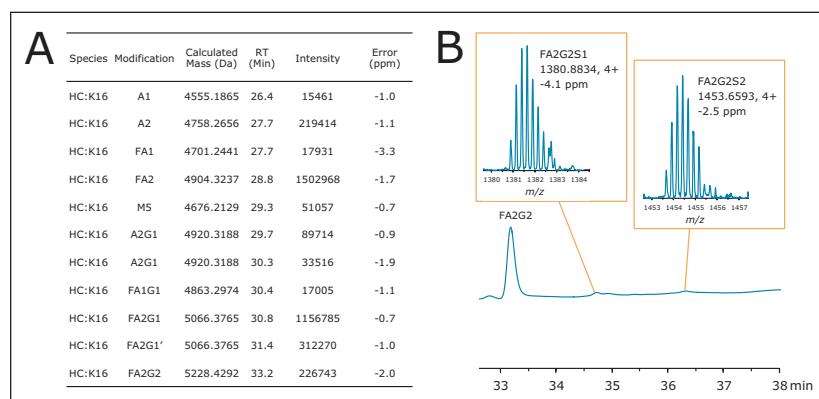 A
Species Modification Calculated Mass (Da) RT (Min) Intensity Error (ppm)
HC:K16 A1 4555.1865 26.4 15461 -1.0
HC:K16 A2 4758.2656 27.7 219414 -1.1
HC:K16 FA1 4701.2441 27.7 17931 -3.3
HC:K16 FA2 4904.3237 28.8 1502968 -1.7
HC:K16 M5 4676.2129 29.3 51057 -0.7
HC:K16 A2G1 4920.3188 29.7 89714 -0.9
HC:K16 A2G1 4920.3188 30.3 33516 -1.9
HC:K16 FA1G1 4863.2974 30.4 17005 -1.1
HC:K16 FA2G1 5066.3765 30.8 1156785 -0.7
HC:K16 FA2G1′ 5066.3765 31.4 312270 -1.0
HC:K16 FA2G2 5228.4292 33.2 226743 -2.0
B
FA2G2S1
1380.8834, 4+
-4.1 ppm
1380 1381 1382 1383 1384
m/z
FA2G2S2
1453.6593, 4+
-2.5 ppm
1453 1454 1455 1456 1457
m/z
FA2G2
33 34 35 36 37 38 min